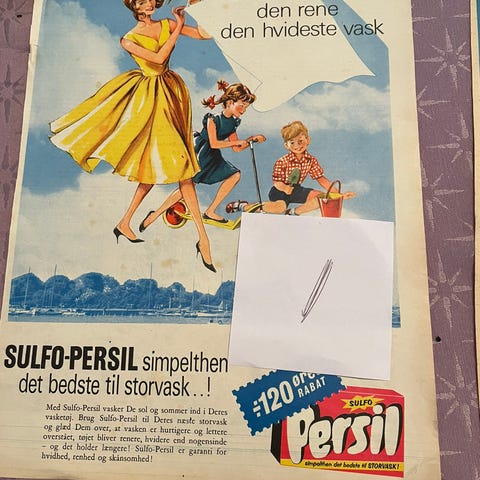 den rene
den hvideste vask
SULFO-PERSIL simpelthen
det bedste til storvask..!
Med Sulfo-Persil vasker De sol og sommer ind i Deres
vasketøj. Brug Sulfo-Persil til Deres næste storvask
og glæd Dem over, at vasken er hurtigere og lettere
overstået, tøjet bliver renere, hvidere end nogensinde
– og det holder længere! Sulfo-Persil er garanti for
hvidhed, renhed og skånsomhed!
120 øre
RABAT
SULFO
Persil
simpelthen det bedste til STORVASK!